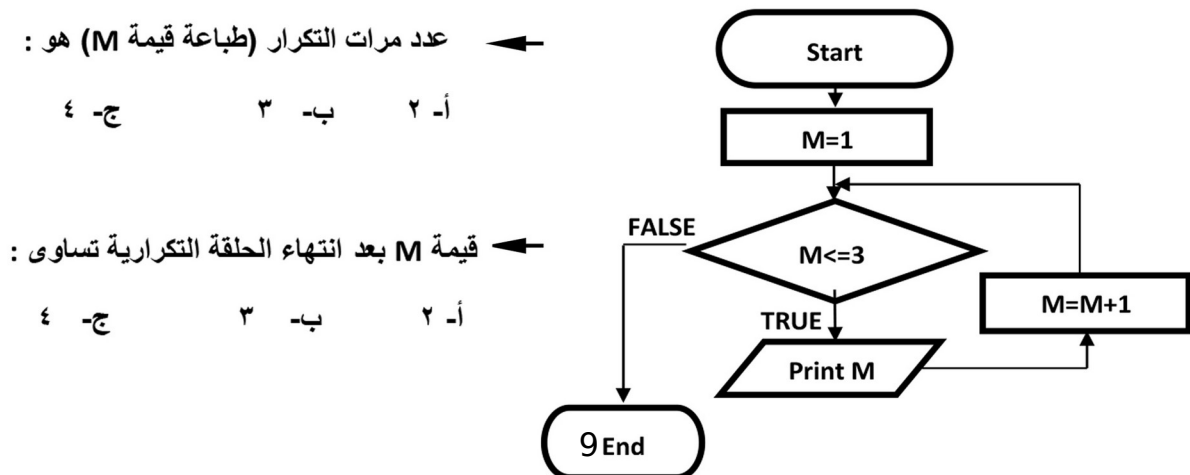 عدد مرات التكرار (طباعة قيمة M) هو :
أ- ٢ ب- ٣ ج- ٤
قيمة M بعد انتهاء الحلقة التكرارية تساوى :
أ- ٢ ب- ٣ ج- ٤
Start
M=1
M<=3
FALSE
TRUE
M=M+1
Print M
9 End